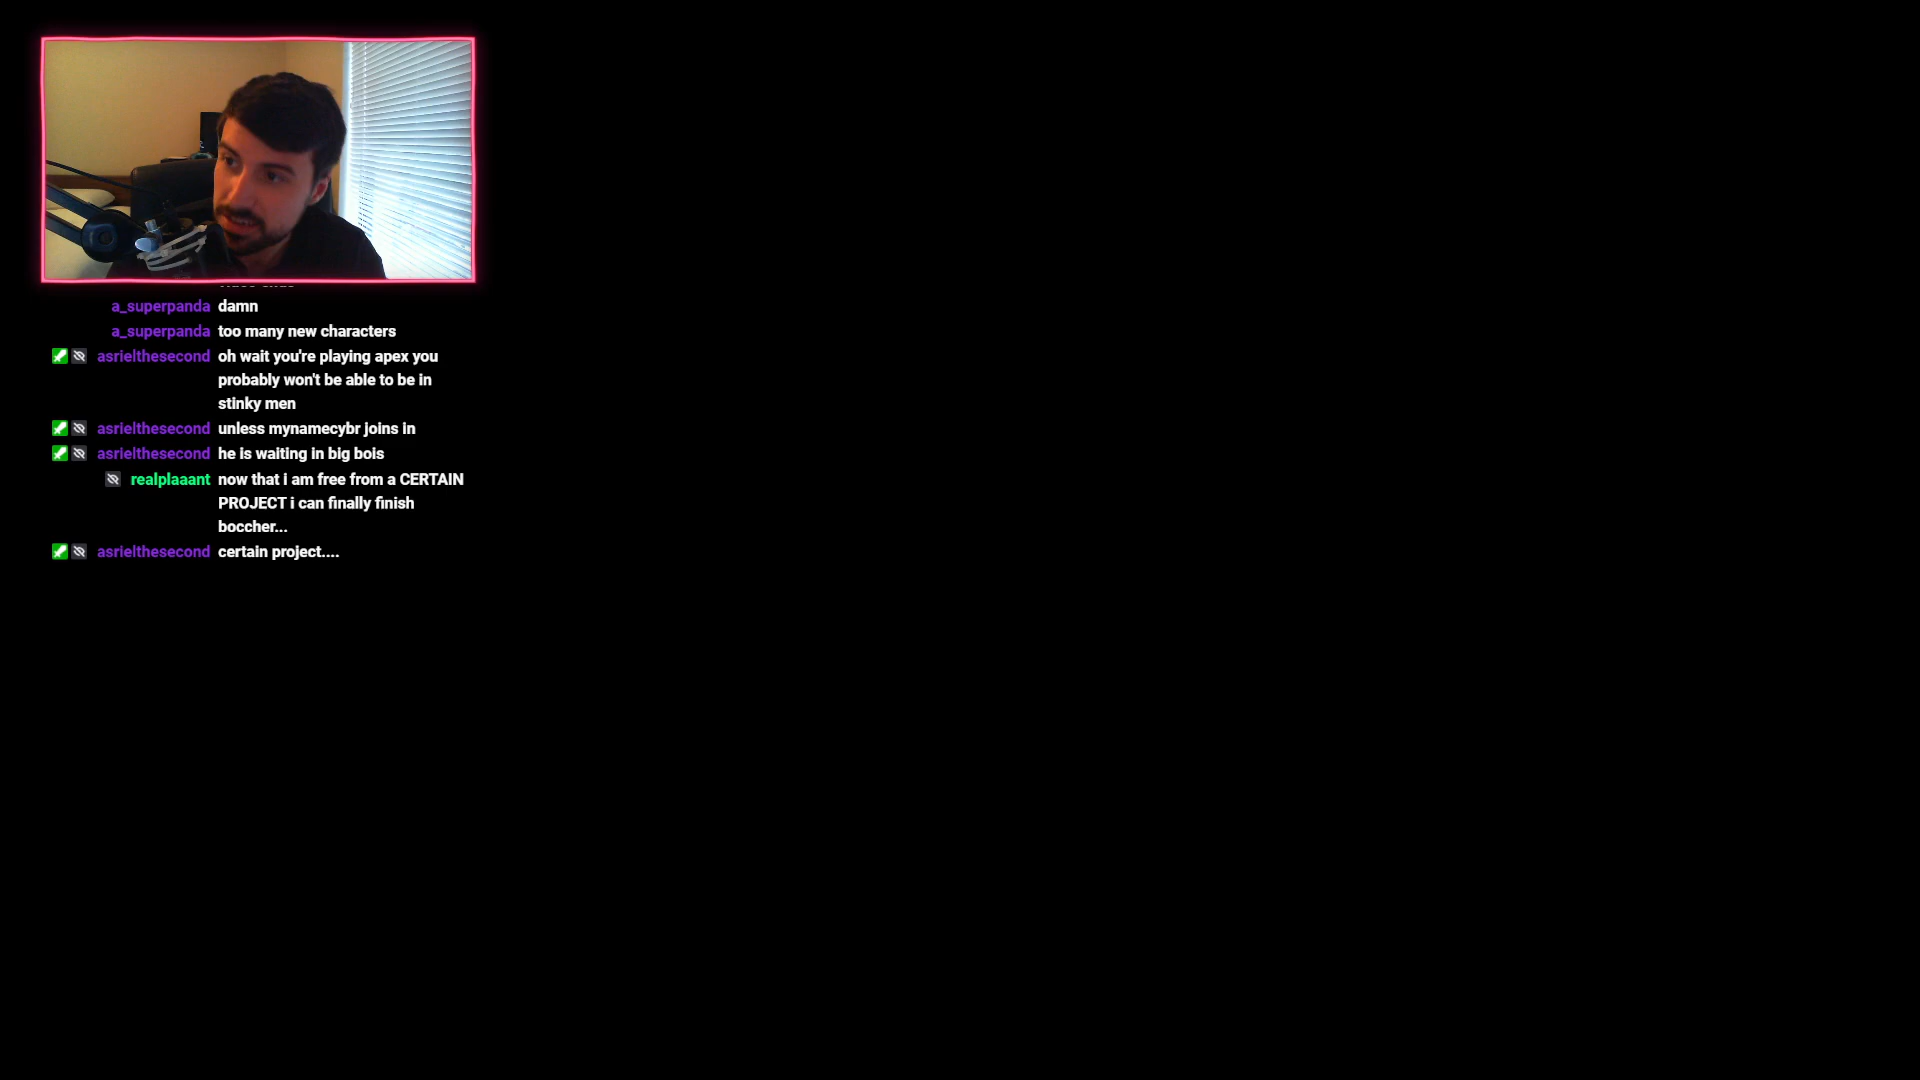 a_superpanda damn
a_superpanda too many new characters
asrielthesecond oh wait you're playing apex you
probably won't be able to be in
stinky men
asrielthesecond unless mynamecybr joins in
asrielthesecond he is waiting in big bois
realplaaant now that i am free from a CERTAIN
PROJECT i can finally finish
boccher...
asrielthesecond certain project....